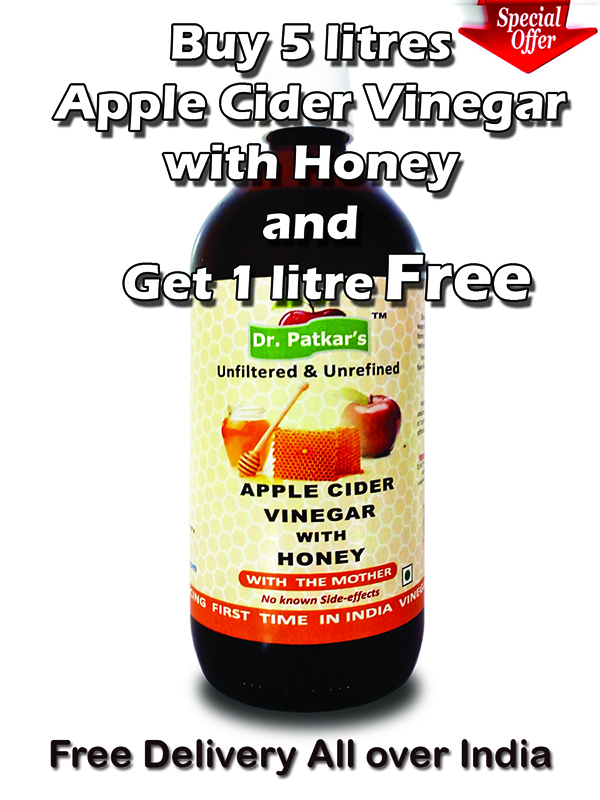 Special
Offer
Buy 5 litres
Apple Cider Vinegar
with Honey
and
Get 1 litre Free
TM
Dr. Patkar's
Unfiltered & Unrefined
APPLE CIDER
VINEGAR
WITH
HONEY
WITH THE MOTHER
No known Side-effects
FIRST TIME IN INDIA
Free Delivery All over India